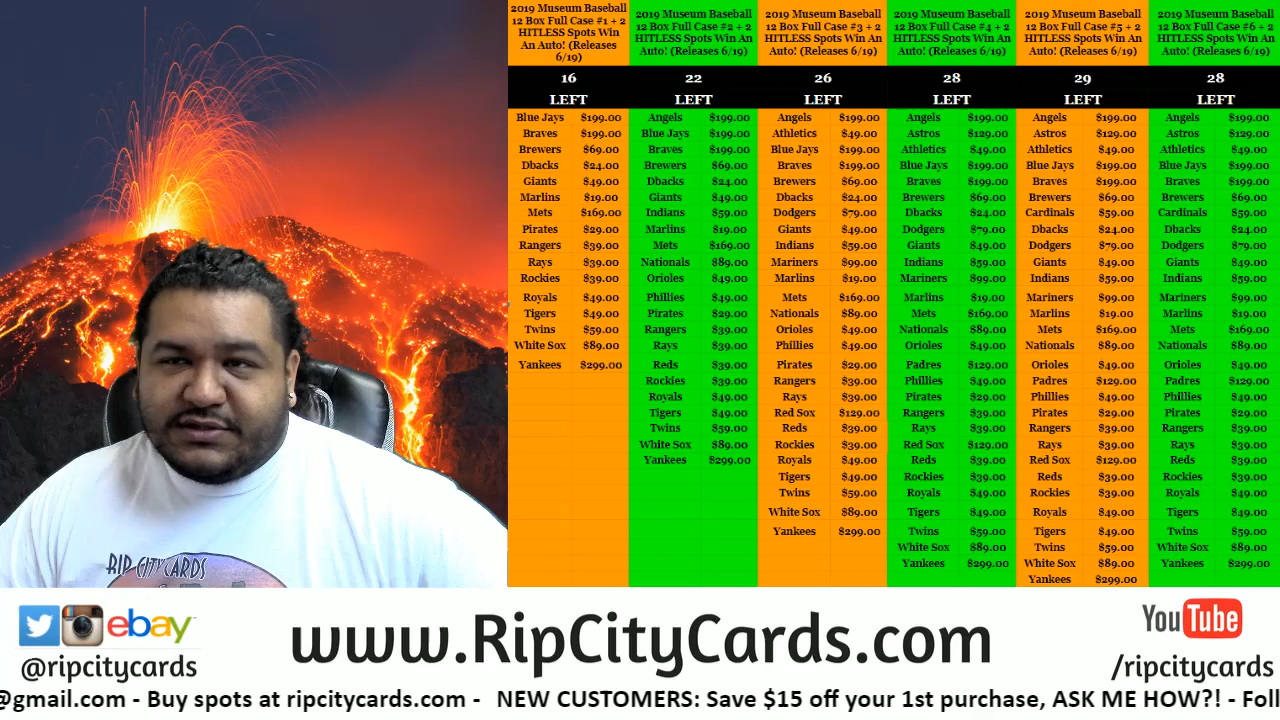 2019 Museum Baseball
12 Box Full Case #1 + 2
HITLESS Spots Win
An Auto! (Releases
6/19)
16
LEFT
Blue Jays $199.00
Braves $199.00
Brewers $69.00
Dbacks $24.00
Giants $49.00
Marlins $19.00
Mets $169.00
Pirates $29.00
Rangers $39.00
Rays $39.00
Rockies $39.00
Royals $49.00
Tigers $49.00
Twins $59.00
White Sox $89.00
Yankees $299.00
2019 Museum Baseball
12 Box Full Case #2 + 2
HITLESS Spots Win An
Auto! (Releases 6/19)
22
LEFT
Angels $199.00
Blue Jays $199.00
Braves $199.00
Brewers $69.00
Dbacks $24.00
Giants $49.00
Indians $59.00
Marlins $19.00
Mets $169.00
Nationals $89.00
Orioles $49.00
Phillies $49.00
Pirates $29.00
Rangers $39.00
Rays $39.00
Reds $39.00
Rockies $39.00
Royals $49.00
Tigers $49.00
Twins $59.00
White Sox $89.00
Yankees $299.00
2019 Museum Baseball
12 Box Full Case #3 + 2
HITLESS Spots Win An
Auto! (Releases 6/19)
26
LEFT
Angels $199.00
Athletics $49.00
Blue Jays $199.00
Braves $199.00
Brewers $69.00
Dbacks $24.00
Dodgers $79.00
Giants $49.00
Indians $59.00
Mariners $99.00
Marlins $19.00
Mets $169.00
Nationals $89.00
Orioles $49.00
Phillies $49.00
Pirates $29.00
Rangers $39.00
Rays $39.00
Red Sox $129.00
Reds $39.00
Rockies $39.00
Royals $49.00
Tigers $49.00
Twins $59.00
White Sox $89.00
Yankees $299.00
2019 Museum Baseball
12 Box Full Case #4 + 2
HITLESS Spots Win An
Auto! (Releases 6/19)
28
LEFT
Angels $199.00
Astros $129.00
Athletics $49.00
Blue Jays $199.00
Braves $199.00
Brewers $69.00
Dbacks $24.00
Dodgers $79.00
Giants $49.00
Indians $59.00
Mariners $99.00
Marlins $19.00
Mets $169.00
Nationals $89.00
Orioles $49.00
Padres $129.00
Phillies $49.00
Pirates $29.00
Rangers $39.00
Rays $39.00
Red Sox $129.00
Reds $39.00
Rockies $39.00
Royals $49.00
Tigers $49.00
Twins $59.00
White Sox $89.00
Yankees $299.00
2019 Museum Baseball
12 Box Full Case #5 + 2
HITLESS Spots Win An
Auto! (Releases 6/19)
29
LEFT
Angels $199.00
Astros $129.00
Athletics $49.00
Blue Jays $199.00
Braves $199.00
Brewers $69.00
Cardinals $59.00
Dbacks $24.00
Dodgers $79.00
Giants $49.00
Indians $59.00
Mariners $99.00
Marlins $19.00
Mets $169.00
Nationals $89.00
Orioles $49.00
Padres $129.00
Phillies $49.00
Pirates $29.00
Rangers $39.00
Rays $39.00
Red Sox $129.00
Reds $39.00
Rockies $39.00
Royals $49.00
Tigers $49.00
Twins $59.00
White Sox $89.00
Yankees $299.00
2019 Museum Baseball
12 Box Full Case #6 + 2
HITLESS Spots Win An
Auto! (Releases 6/19)
28
LEFT
Angels $199.00
Astros $129.00
Athletics $49.00
Blue Jays $199.00
Braves $199.00
Brewers $69.00
Cardinals $59.00
Dbacks $24.00
Dodgers $79.00
Giants $49.00
Indians $59.00
Mariners $99.00
Marlins $19.00
Mets $169.00
Nationals $89.00
Orioles $49.00
Padres $129.00
Phillies $49.00
Pirates $29.00
Rangers $39.00
Rays $39.00
Reds $39.00
Rockies $39.00
Royals $49.00
Tigers $49.00
Twins $59.00
White Sox $89.00
Yankees $299.00
RIP CITY CARDS
ebay
@ripcitycards
www.RipCityCards.com
YouTube
/ripcitycards
@gmail.com - Buy spots at ripcitycards.com - NEW CUSTOMERS: Save $15 off your 1st purchase, ASK ME HOW?! - Foll